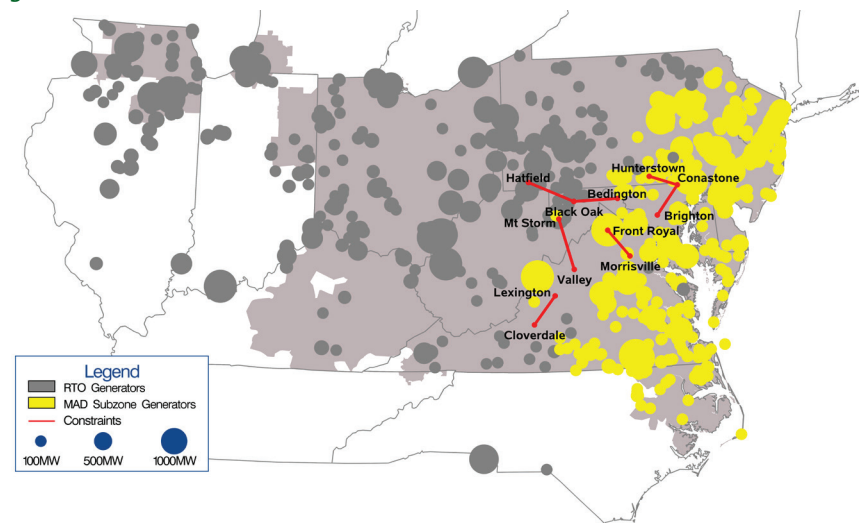 Hunterstown
Conastone
Hatfield
Bedington
Black Oak
Mt Storm
Brighton
Front Royal
Morrisville
Valley
Lexington
Cloverdale
Legend
RTO Generators
MAD Subzone Generators
Constraints
100MW 500MW 1000MW